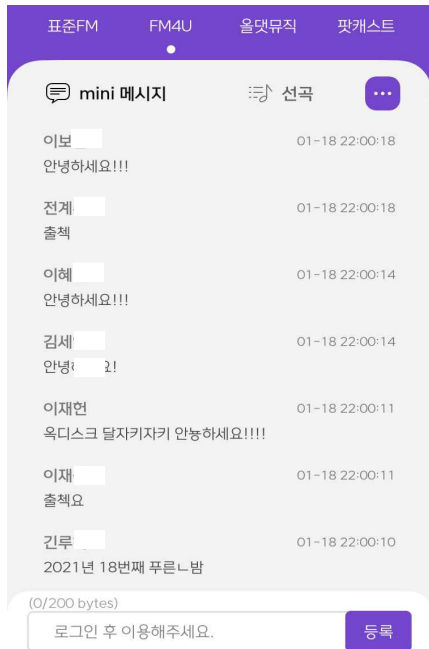 표준FM FM4U 올댓뮤직 팟캐스트
mini 메시지 선곡
이보 01-18 22:00:18
안녕하세요!!!
전계 01-18 22:00:18
출첵
이혜 01-18 22:00:14
안녕하세요!!!
김세 01-18 22:00:14
안녕 요!
이재헌 01-18 22:00:11
옥디스크 달자키자키 안늉하세요!!!!
이재 01-18 22:00:11
출첵요
긴루 01-18 22:00:10
2021년 18번째 푸른ㄴ밤
(0/200 bytes)
로그인 후 이용해주세요. 등록